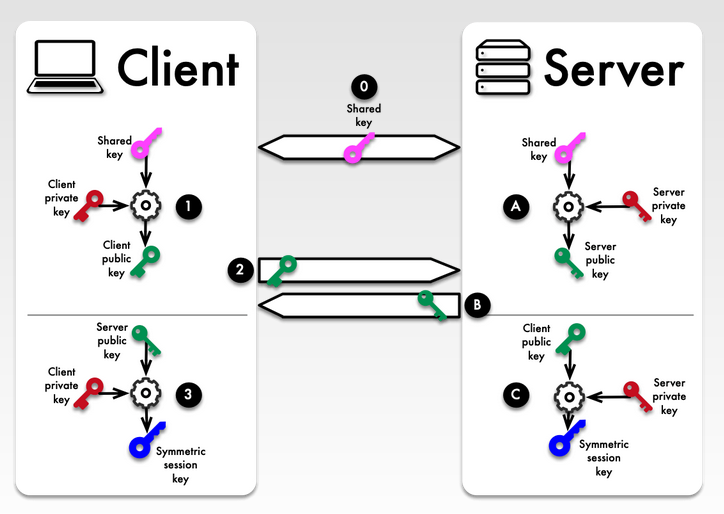 Client
Server
0
Shared
key
Shared
key
Client
private
key
1
Client
public
key
Shared
key
A
Server
private
key
Server
public
key
2
B
Server
public
key
Client
private
key
3
Symmetric
session
key
Client
public
key
C
Server
private
key
Symmetric
session
key